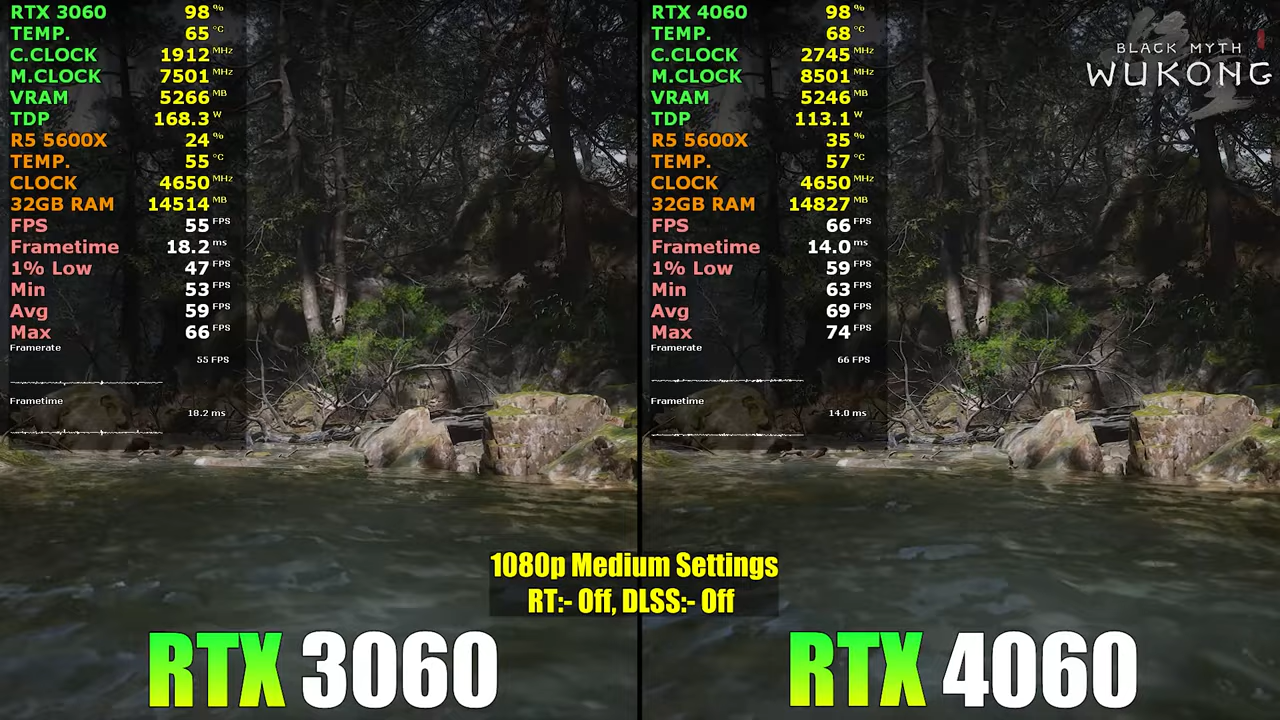 RTX 3060 98 %
TEMP. 65 °C
C.CLOCK 1912 MHz
M.CLOCK 7501 MHz
VRAM 5266 MB
TDP 168.3 W
R5 5600X 24 %
TEMP. 55 °C
CLOCK 4650 MHz
32GB RAM 14514 MB
FPS 55 FPS
Frametime 18.2 ms
1% Low 47 FPS
Min 53 FPS
Avg 59 FPS
Max 66 FPS
Framerate
55 FPS
Frametime
18.2 ms
RTX 4060 98 %
TEMP. 68 °C
C.CLOCK 2745 MHz
M.CLOCK 8501 MHz
VRAM 5246 MB
TDP 113.1 W
R5 5600X 35 %
TEMP. 57 °C
CLOCK 4650 MHz
32GB RAM 14827 MB
FPS 66 FPS
Frametime 14.0 ms
1% Low 59 FPS
Min 63 FPS
Avg 69 FPS
Max 74 FPS
Framerate
66 FPS
Frametime
14.0 ms
BLACK MYTH
WUKONG
1080p Medium Settings
RT:- Off, DLSS:- Off
RTX 3060
RTX 4060